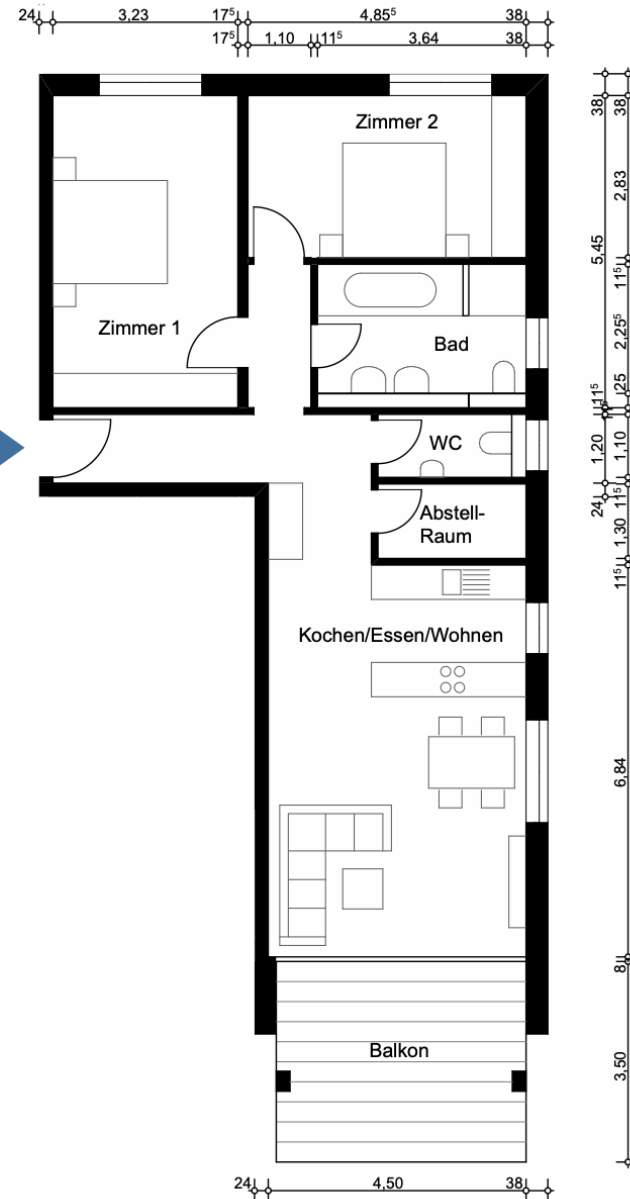 24 3,23 17⁵ 4,85⁵ 38
17⁵ 1,10 11⁵ 3,64 38
Zimmer 2
Zimmer 1
Bad
WC
Abstell-
Raum
Kochen/Essen/Wohnen
Balkon
38 5,45 11⁵ 1,20 24
38 2,83 11⁵ 2,25⁵ 25 1,10 11⁵ 1,30 11⁵ 6,84 8 3,50
24 4,50 38